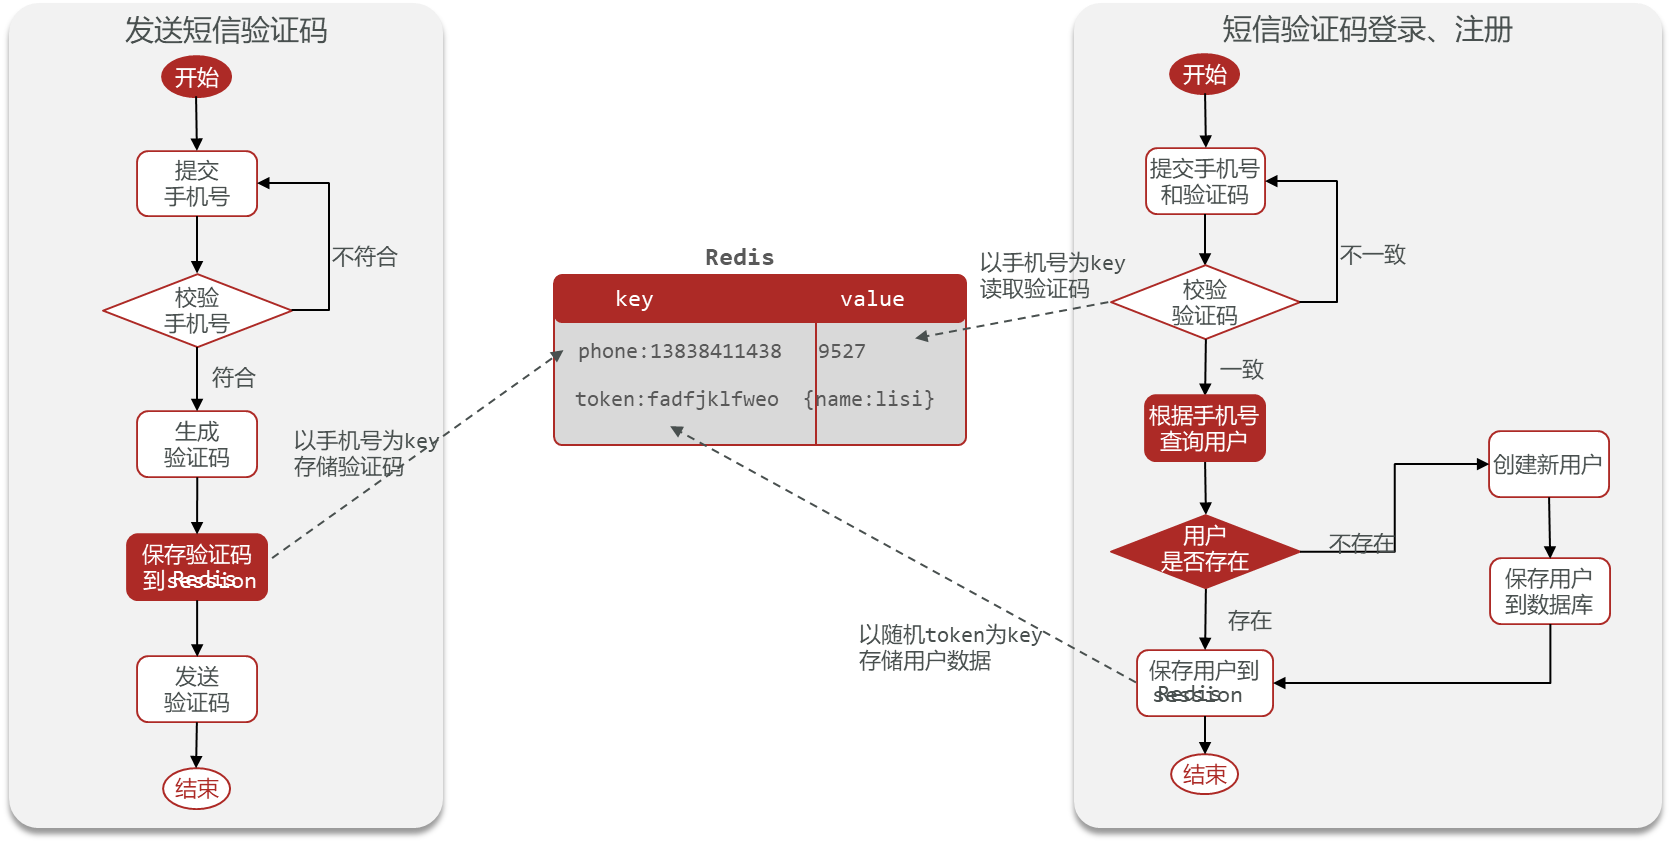 发送短信验证码
开始
提交
手机号
不符合
校验
手机号
符合
生成
验证码
以手机号为key
存储验证码
保存验证码
到session
Redis
发送
验证码
结束
Redis
key value
phone:13838411438 9527
token:fadfjklfweo {name:lisi}
以手机号为key
读取验证码
以随机token为key
存储用户数据
短信验证码登录、注册
开始
提交手机号
和验证码
不一致
校验
验证码
一致
根据手机号
查询用户
用户
是否存在
不存在
创建新用户
保存用户
到数据库
存在
保存用户到
session
Redis
结束